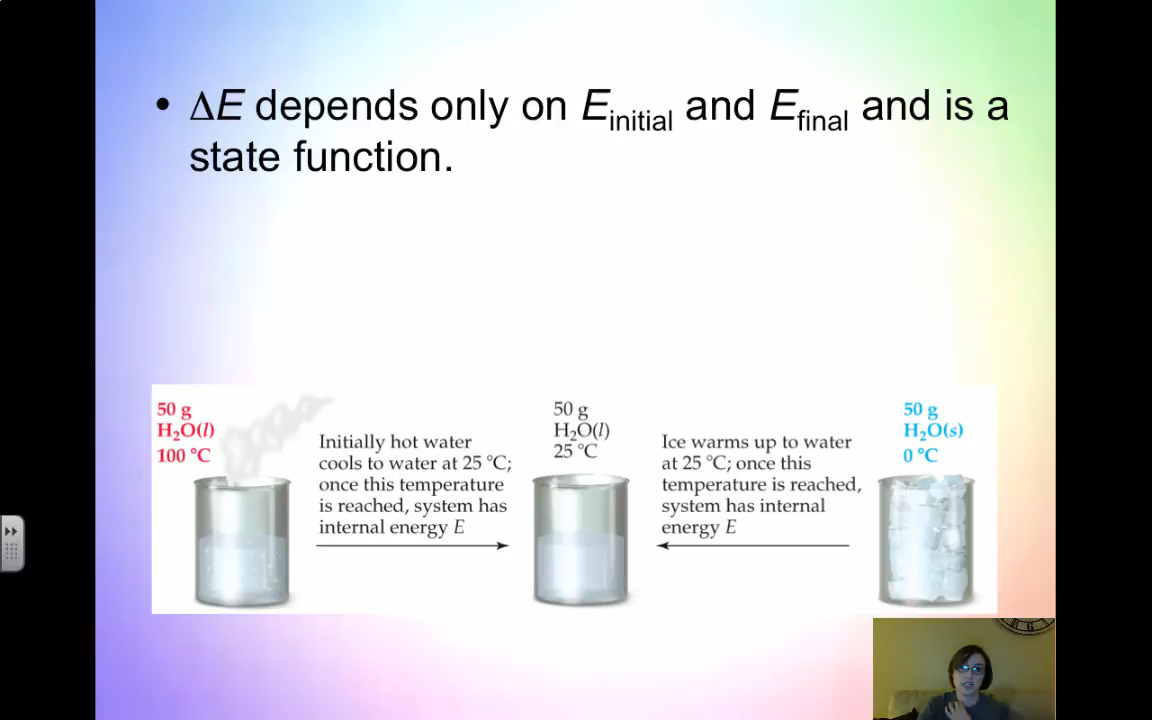 • ΔE depends only on E_initial and E_final and is a
state function.
50 g
H₂O(l)
100 °C
Initially hot water
cools to water at 25 °C;
once this temperature
is reached, system has
internal energy E
50 g
H₂O(l)
25 °C
Ice warms up to water
at 25 °C; once this
temperature is reached,
system has internal
energy E
50 g
H₂O(s)
0 °C